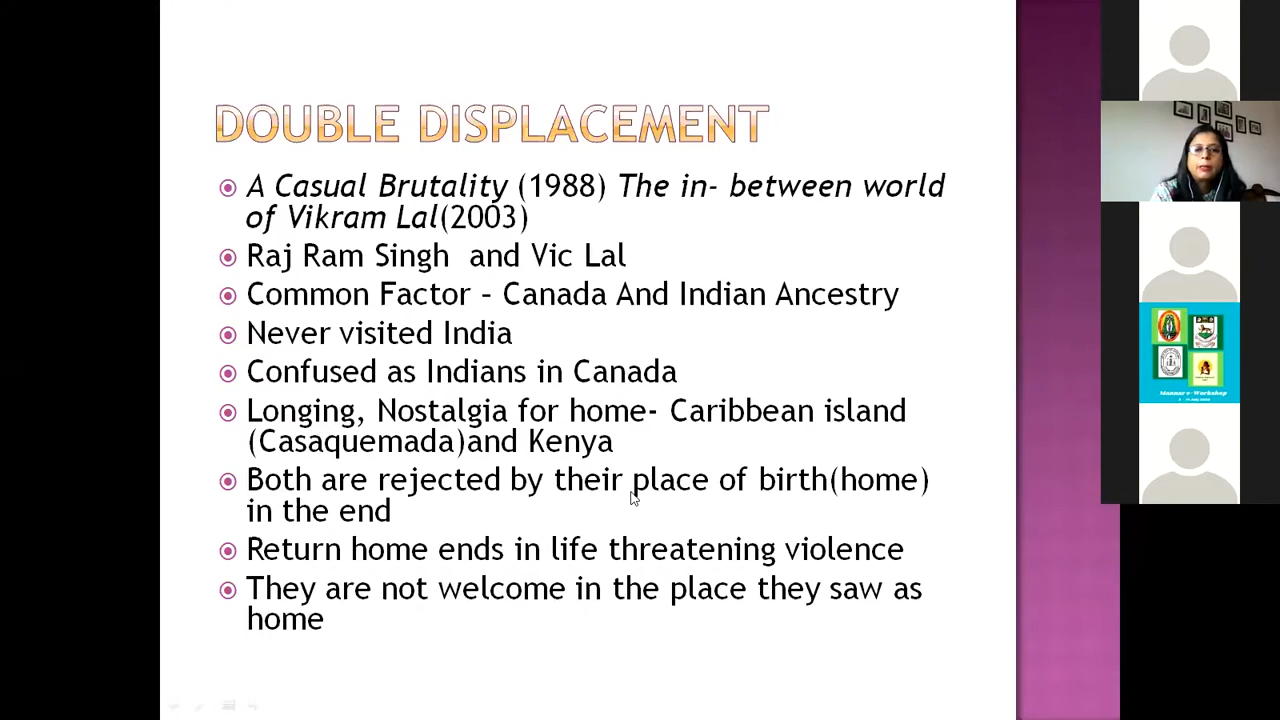 DOUBLE DISPLACEMENT
A Casual Brutality (1988) The in- between world
of Vikram Lal(2003)
Raj Ram Singh and Vic Lal
Common Factor – Canada And Indian Ancestry
Never visited India
Confused as Indians in Canada
Longing, Nostalgia for home- Caribbean island
(Casaquemada)and Kenya
Both are rejected by their place of birth(home)
in the end
Return home ends in life threatening violence
They are not welcome in the place they saw as
home